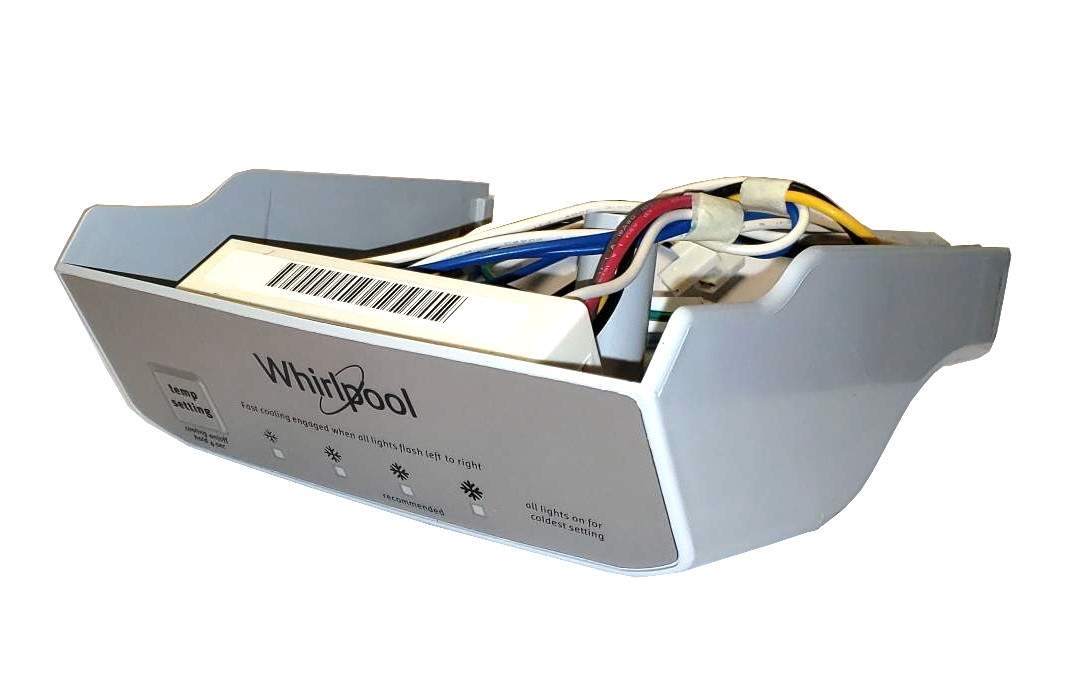 Whirlpool
temp
setting
cooling on/off
hold 4 sec
Fast cooling engaged when all lights flash left to right
recommended
all lights on for
coldest setting